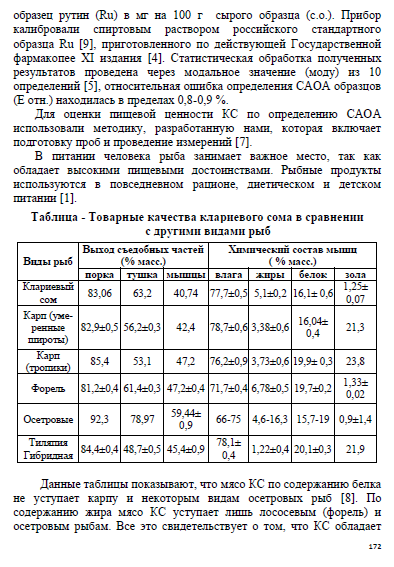 образец рутин (Ru) в мг на 100 г сырого образца (с.о.). Прибор
калибровали спиртовым раствором российского стандартного
образца Ru [9], приготовленного по действующей Государственной
фармакопее XI издания [4]. Статистическая обработка полученных
результатов проведена через модальное значение (моду) из 10
определений [5], относительная ошибка определения САОА образцов
(Е отн.) находилась в пределах 0,8-0,9 %.
Для оценки пищевой ценности КС по определению САОА
использовали методику, разработанную нами, которая включает
подготовку проб и проведение измерений [7].
В питании человека рыба занимает важное место, так как
обладает высокими пищевыми достоинствами. Рыбные продукты
используются в повседневном рационе, диетическом и детском
питании [1].
Таблица - Товарные качества клариевого сома в сравнении
с другими видами рыб
Виды рыб Выход съедобных частей (% масс.) Химический состав мышц ( % масс.)
порка тушка мышцы влага жиры белок зола
Клариевый сом 83,06 63,2 40,74 77,7±0,5 5,1±0,2 16,1± 0,6 1,25± 0,07
Карп (уме-ренные широты) 82,9±0,5 56,2±0,3 42,4 78,7±0,6 3,38±0,6 16,04± 0,4 21,3
Карп (тропики) 85,4 53,1 47,2 76,2±0,9 3,73±0,6 19,9± 0,3 23,8
Форель 81,2±0,4 61,4±0,3 47,2±0,4 71,7±0,4 6,78±0,5 19,7±0,2 1,33± 0,02
Осетровые 92,3 78,97 59,44± 0,9 66-75 4,6-16,3 15,7-19 0,9±1,4
Тиляпия Гибридная 84,4±0,4 48,7±0,5 45,4±0,9 78,1± 0,4 1,22±0,4 20,1±0,3 21,9
Данные таблицы показывают, что мясо КС по содержанию белка
не уступает карпу и некоторым видам осетровых рыб [8]. По
содержанию жира мясо КС уступает лишь лососевым (форель) и
осетровым рыбам. Все это свидетельствует о том, что КС обладает
172